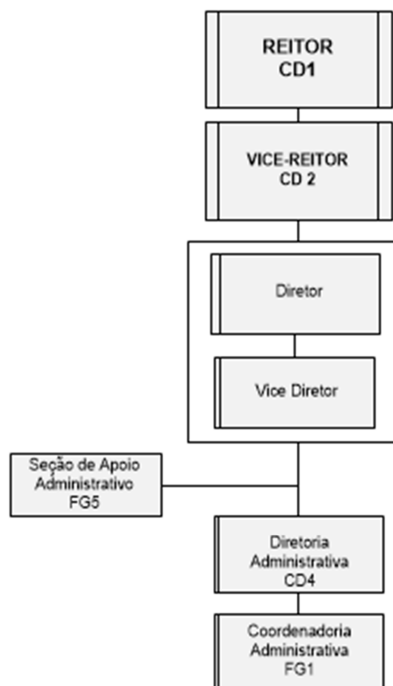 REITOR
CD1
VICE-REITOR
CD 2
Diretor
Vice Diretor
Seção de Apoio
Administrativo
FG5
Diretoria
Administrativa
CD4
Coordenadoria
Administrativa
FG1